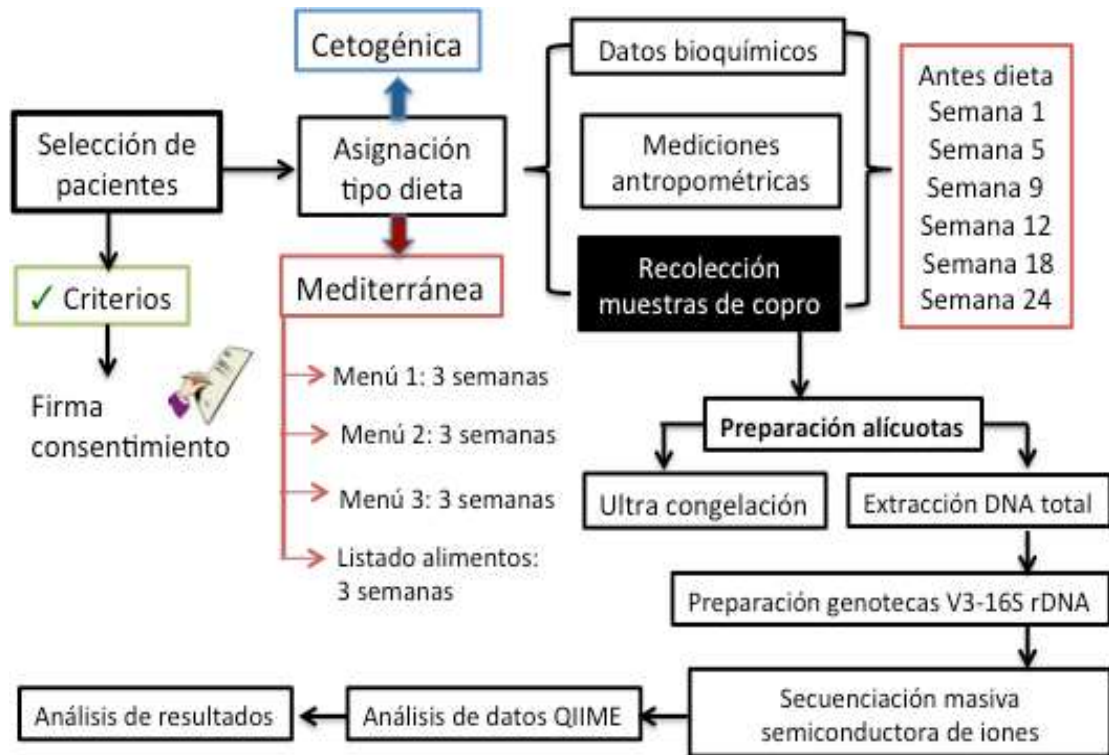 Selección de
pacientes
✓ Criterios
Firma
consentimiento
Cetogénica
Asignación
tipo dieta
Mediterránea
Menú 1: 3 semanas
Menú 2: 3 semanas
Menú 3: 3 semanas
Listado alimentos:
3 semanas
Datos bioquímicos
Mediciones
antropométricas
Recolección
muestras de copro
Antes dieta
Semana 1
Semana 5
Semana 9
Semana 12
Semana 18
Semana 24
Preparación alícuotas
Ultra congelación
Extracción DNA total
Preparación genotecas V3-16S rDNA
Secuenciación masiva
semiconductora de iones
Análisis de datos QIIME
Análisis de resultados